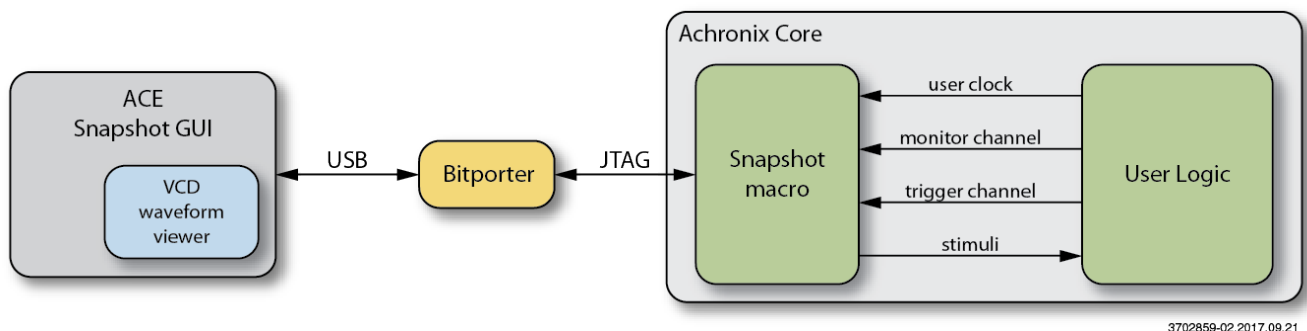 Achronix Core
ACE
Snapshot GUI
VCD
waveform
viewer
USB
Bitporter
JTAG
Snapshot
macro
user clock
monitor channel
trigger channel
stimuli
User Logic
3702859-02.2017.09.21